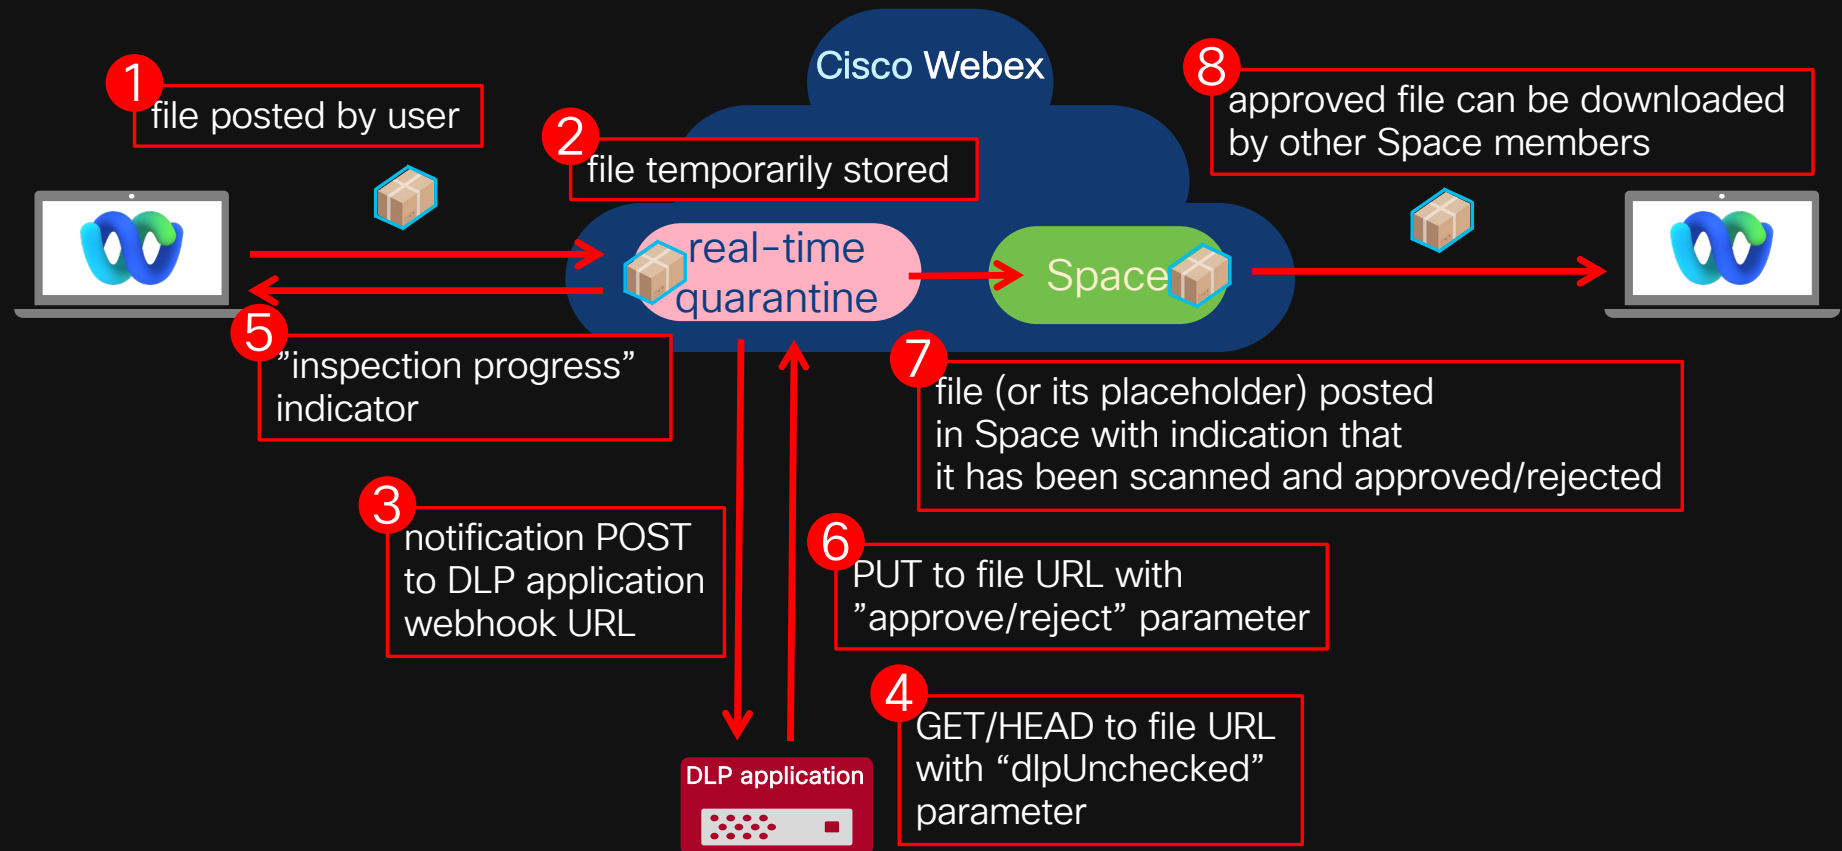 Cisco Webex
1
file posted by user
2
file temporarily stored
8
approved file can be downloaded
by other Space members
real-time
quarantine
Space
5
”inspection progress”
indicator
7
file (or its placeholder) posted
in Space with indication that
it has been scanned and approved/rejected
3
notification POST
to DLP application
webhook URL
6
PUT to file URL with
”approve/reject” parameter
4
GET/HEAD to file URL
with “dlpUnchecked”
parameter
DLP application